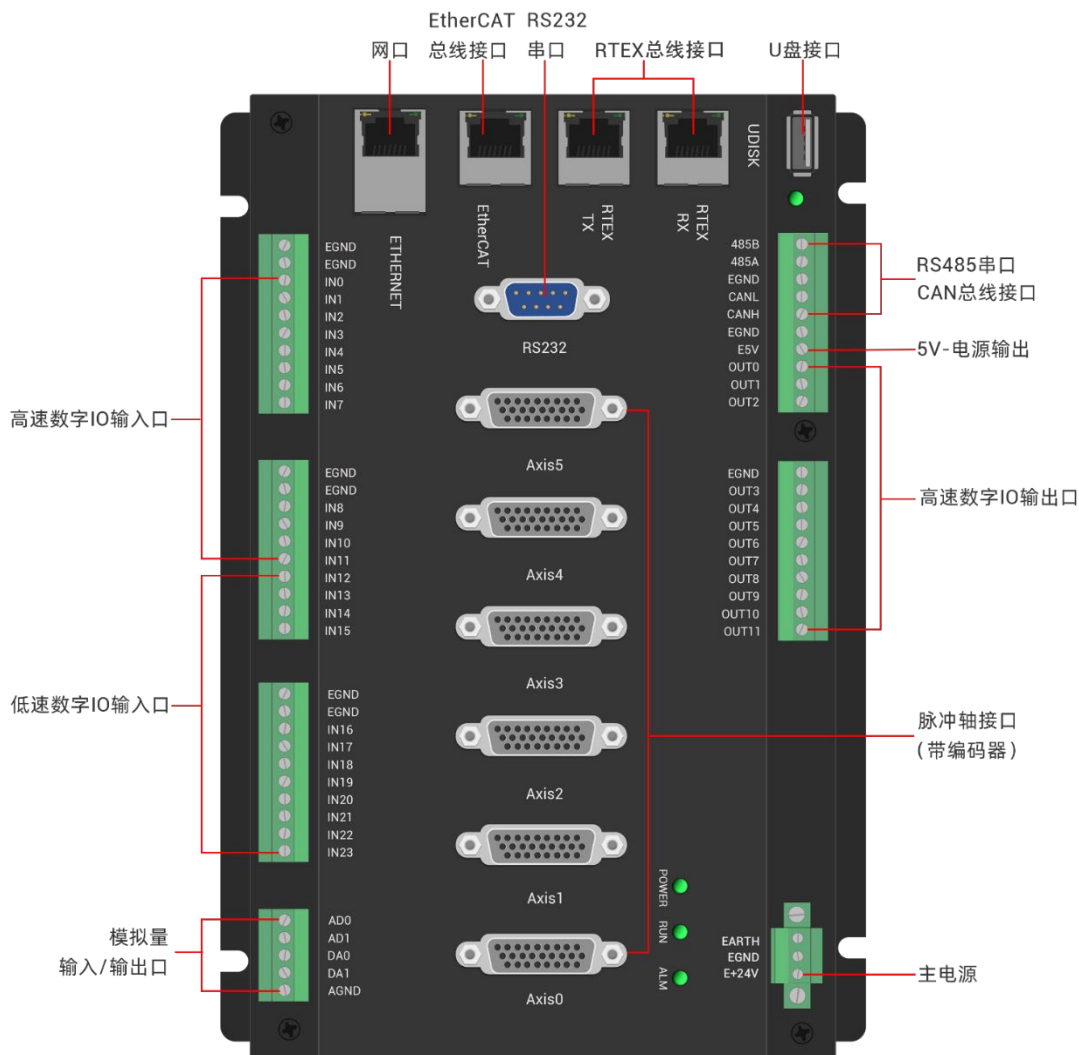 EtherCAT RS232
网口 总线接口 串口 RTEX总线接口 U盘接口
UDISK
ETHERNET
EtherCAT
RTEX
TX
RTEX
RX
RS232
Axis5
Axis4
Axis3
Axis2
Axis1
Axis0
高速数字IO输入口
EGND
EGND
IN0
IN1
IN2
IN3
IN4
IN5
IN6
IN7
EGND
EGND
IN8
IN9
IN10
IN11
IN12
IN13
IN14
IN15
低速数字IO输入口
EGND
EGND
IN16
IN17
IN18
IN19
IN20
IN21
IN22
IN23
模拟量
输入/输出口
AD0
AD1
DA0
DA1
AGND
485B
485A
EGND
CANL
CANH
EGND
E5V
OUT0
OUT1
OUT2
RS485串口
CAN总线接口
5V-电源输出
EGND
OUT3
OUT4
OUT5
OUT6
OUT7
OUT8
OUT9
OUT10
OUT11
高速数字IO输出口
脉冲轴接口
(带编码器)
POWER
RUN
ALM
EARTH
EGND
E+24V
主电源